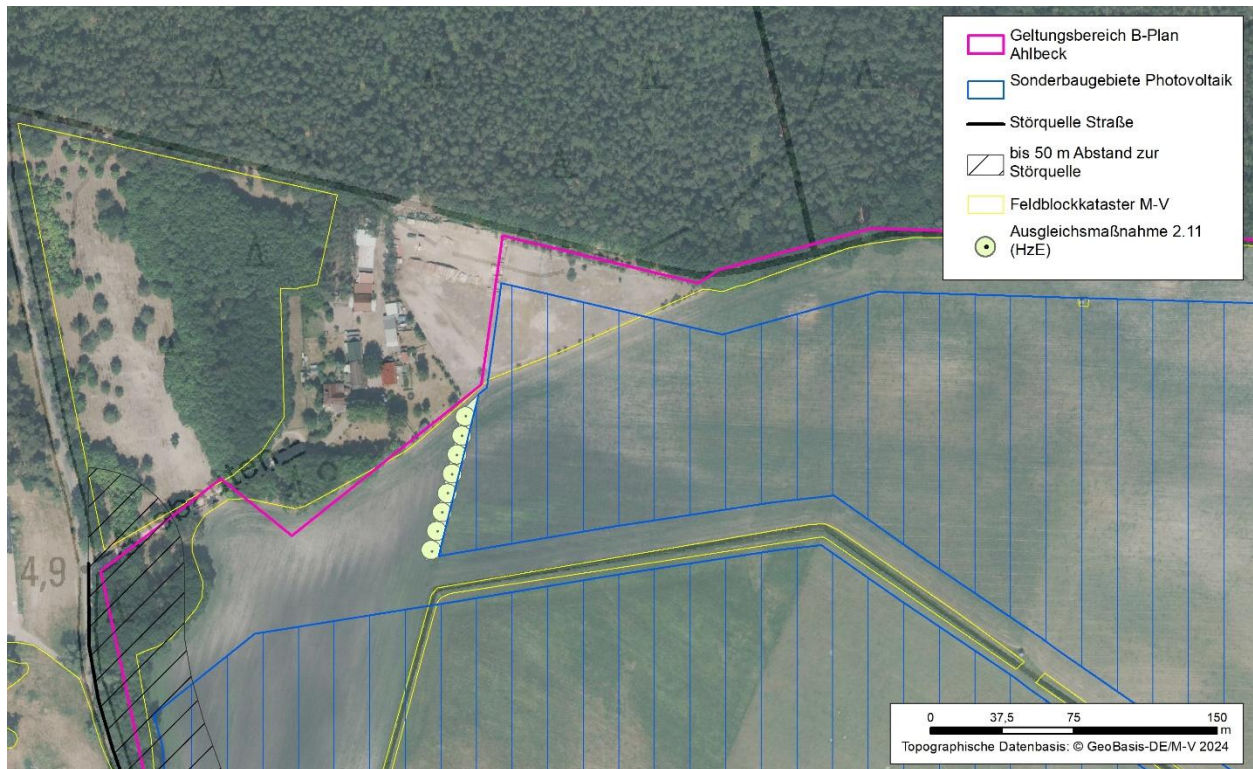 Geltungsbereich B-Plan
Ahlbeck
Sonderbaugebiete Photovoltaik
Störquelle Straße
bis 50 m Abstand zur
Störquelle
Feldblockkataster M-V
Ausgleichsmaßnahme 2.11
(HzE)
4,9
0 37,5 75 150
m
Topographische Datenbasis: © GeoBasis-DE/M-V 2024